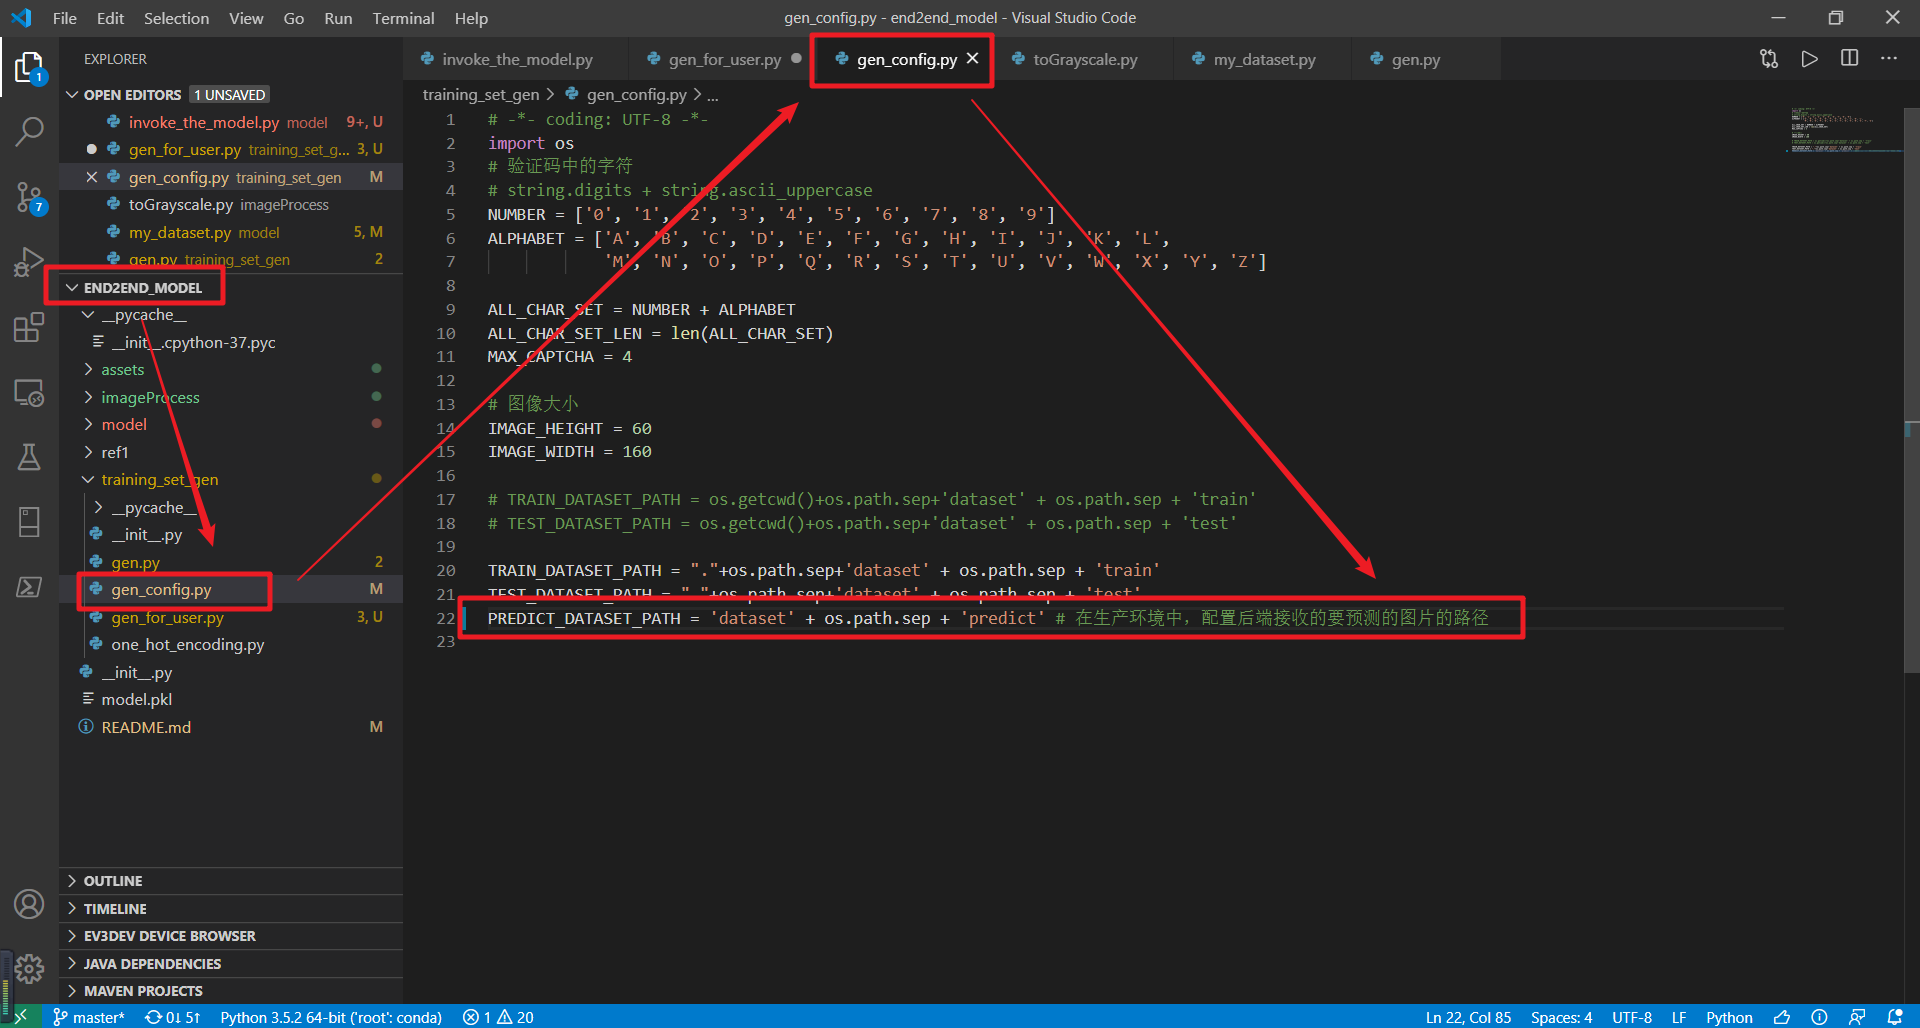 File Edit Selection View Go Run Terminal Help
gen_config.py - end2end_model - Visual Studio Code
EXPLORER
OPEN EDITORS 1 UNSAVED
invoke_the_model.py model 9+, U
gen_for_user.py training_set_g... 3, U
gen_config.py training_set_gen M
toGrayscale.py imageProcess
my_dataset.py model 5, M
gen.py training_set_gen 2
END2END_MODEL
__pycache__
__init__.cpython-37.pyc
assets
imageProcess
model
ref1
training_set_gen
__pycache__
__init__.py
gen.py 2
gen_config.py M
gen_for_user.py 3, U
one_hot_encoding.py
__init__.py
model.pkl
README.md M
OUTLINE
TIMELINE
EV3DEV DEVICE BROWSER
JAVA DEPENDENCIES
MAVEN PROJECTS
1
7
invoke_the_model.py gen_for_user.py gen_config.py toGrayscale.py my_dataset.py gen.py
training_set_gen > gen_config.py > ...
1 # -*- coding: UTF-8 -*-
2 import os
3 # 验证码中的字符
4 # string.digits + string.ascii_uppercase
5 NUMBER = ['0', '1', '2', '3', '4', '5', '6', '7', '8', '9']
6 ALPHABET = ['A', 'B', 'C', 'D', 'E', 'F', 'G', 'H', 'I', 'J', 'K', 'L',
7 'M', 'N', 'O', 'P', 'Q', 'R', 'S', 'T', 'U', 'V', 'W', 'X', 'Y', 'Z']
8
9 ALL_CHAR_SET = NUMBER + ALPHABET
10 ALL_CHAR_SET_LEN = len(ALL_CHAR_SET)
11 MAX_CAPTCHA = 4
12
13 # 图像大小
14 IMAGE_HEIGHT = 60
15 IMAGE_WIDTH = 160
16
17 # TRAIN_DATASET_PATH = os.getcwd()+os.path.sep+'dataset' + os.path.sep + 'train'
18 # TEST_DATASET_PATH = os.getcwd()+os.path.sep+'dataset' + os.path.sep + 'test'
19
20 TRAIN_DATASET_PATH = "."+os.path.sep+'dataset' + os.path.sep + 'train'
21 TEST_DATASET_PATH = "."+os.path.sep+'dataset' + os.path.sep + 'test'
22 PREDICT_DATASET_PATH = 'dataset' + os.path.sep + 'predict' # 在生产环境中，配置后端接收的要预测的图片的路径
23
master* 0↓ 5↑ Python 3.5.2 64-bit ('root': conda) 1 20
Ln 22, Col 85 Spaces: 4 UTF-8 LF Python